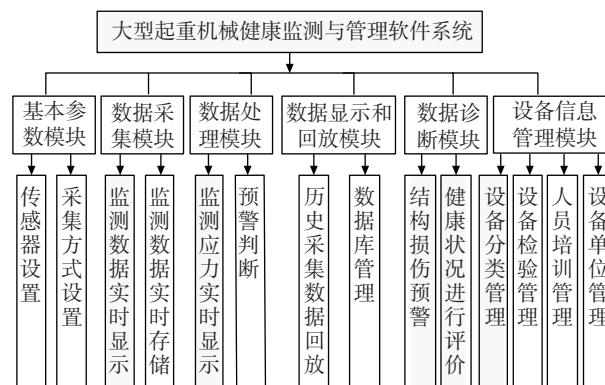 大型起重机械健康监测与管理软件系统
基本参
数模块
数据采
集模块
数据处
理模块
数据显示和
回放模块
数据诊
断模块
设备信息
管理模块
传感器设置
采集方式设置
监测数据实时显示
监测数据实时存储
监测应力实时显示
预警判断
历史采集数据回放
数据库管理
结构损伤预警
健康状况进行评价
设备分类管理
设备检验管理
人员培训管理
设备单位管理